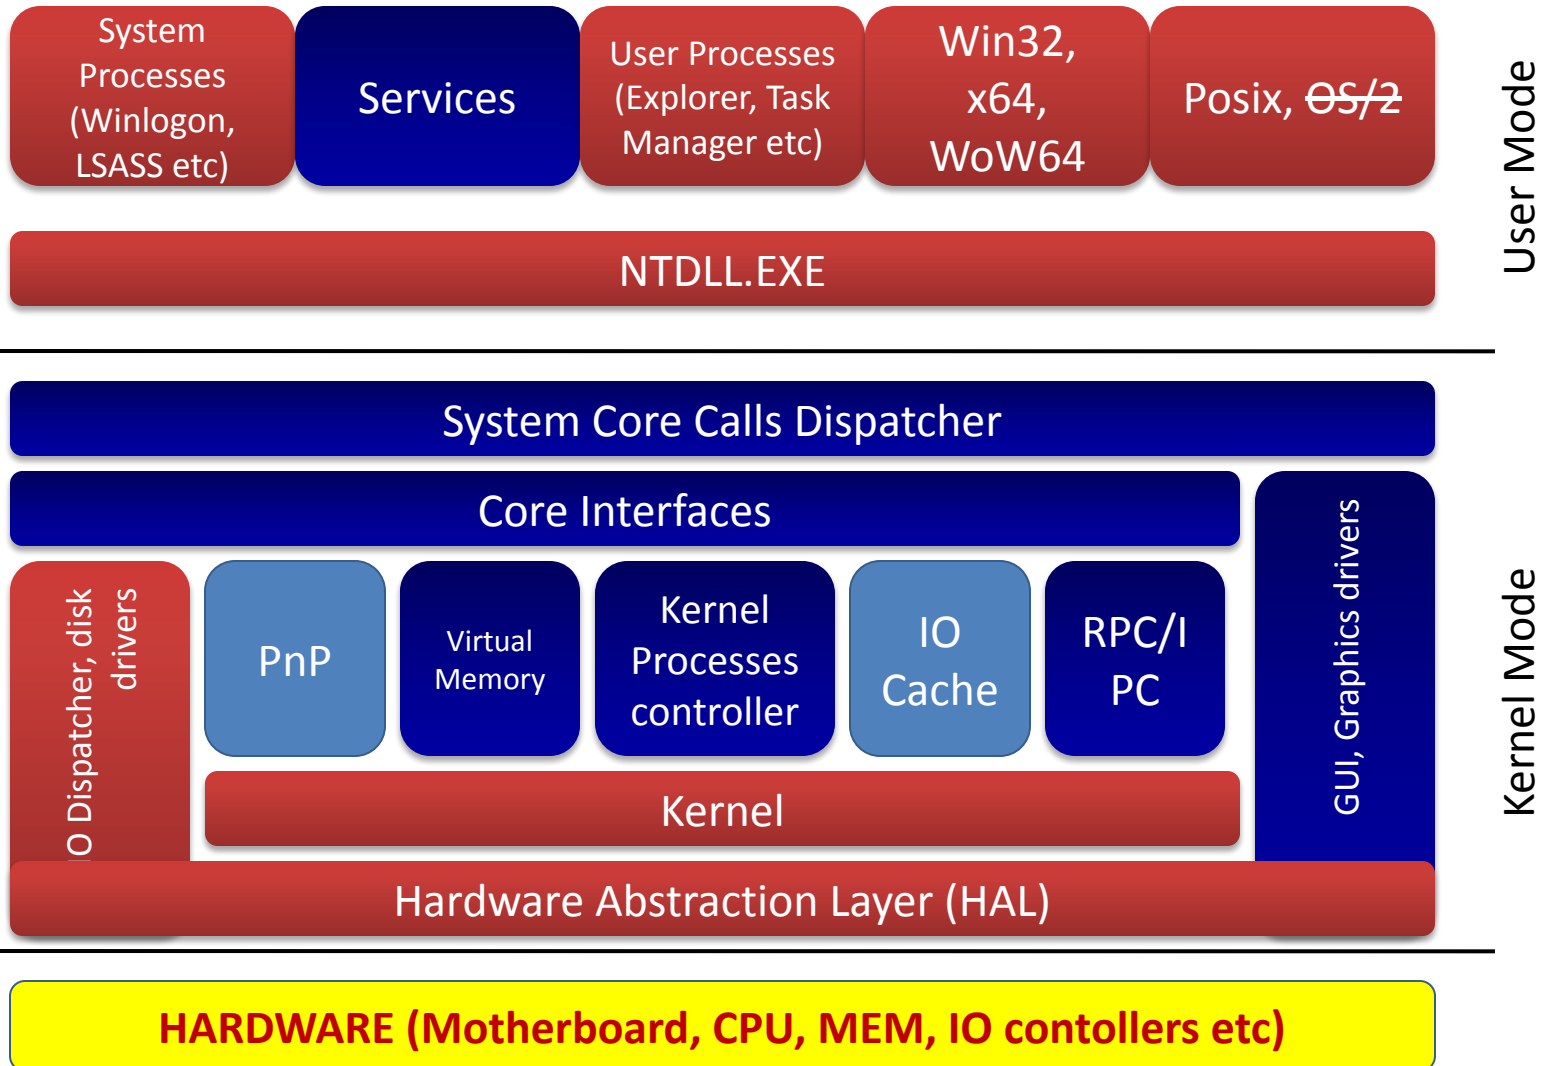 System
Processes
(Winlogon,
LSASS etc)
Services
User Processes
(Explorer, Task
Manager etc)
Win32,
x64,
WoW64
Posix, OS/2
User Mode
NTDLL.EXE
System Core Calls Dispatcher
Core Interfaces
IO Dispatcher, disk
drivers
PnP
Virtual
Memory
Kernel
Processes
controller
IO
Cache
RPC/I
PC
GUI, Graphics drivers
Kernel Mode
Kernel
Hardware Abstraction Layer (HAL)
HARDWARE (Motherboard, CPU, MEM, IO contollers etc)